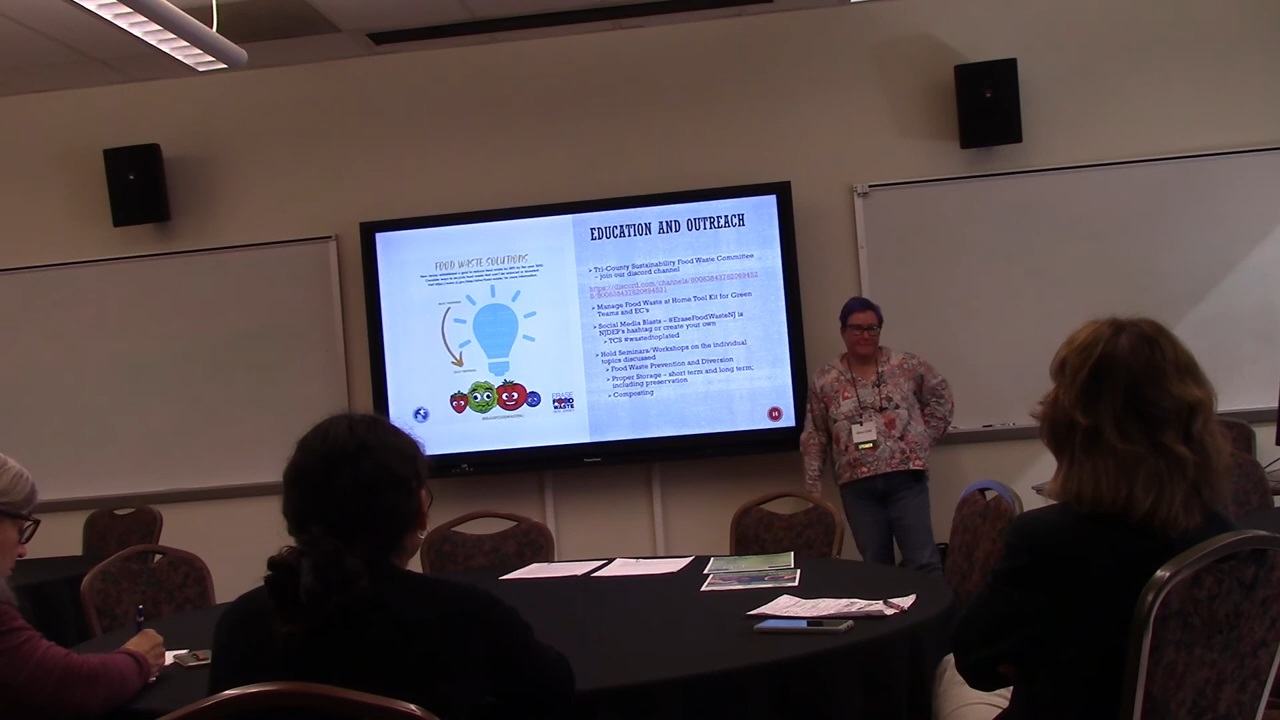 FOOD WASTE SOLUTIONS
EDUCATION AND OUTREACH
Tri-County Sustainability Food Waste Committee
- join our discord channel
Manage Food Waste at Home Tool Kit for Green
Teams and EC's
Social Media Blasts – #EraseFoodWasteNJ is
NJDEP's hashtag or create your own
TCS #wastedtoplated
Hold Seminars/Workshops on the individual
topics discussed
Food Waste Prevention and Diversion
Proper Storage – short term and long term;
including preservation
Composting
ERASE
FOOD
WASTE
14